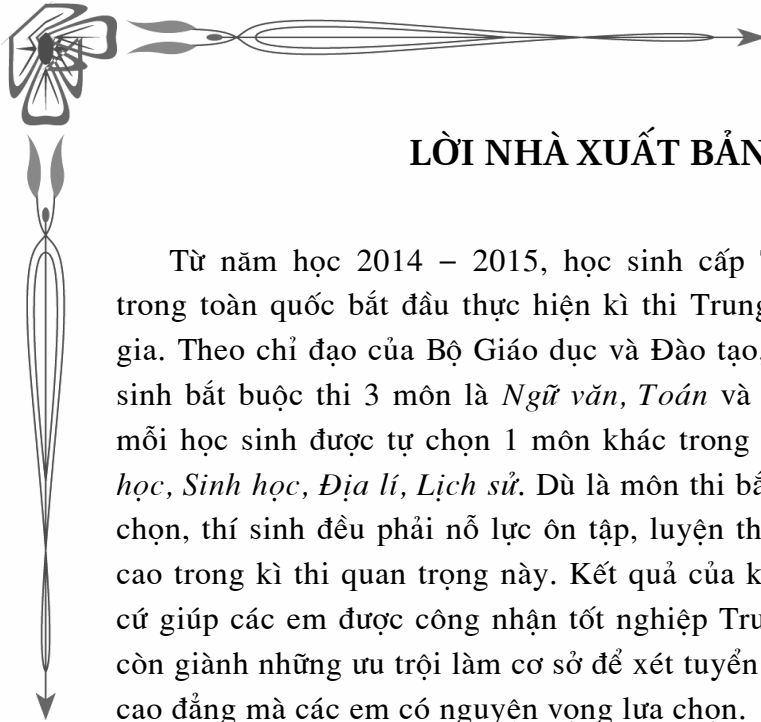 LỜI NHÀ XUẤT BẢN
Từ năm học 2014 – 2015, học sinh cấp
trong toàn quốc bắt đầu thực hiện kì thi Trung
gia. Theo chỉ đạo của Bộ Giáo dục và Đào tạo,
sinh bắt buộc thi 3 môn là Ngữ văn, Toán và
mỗi học sinh được tự chọn 1 môn khác trong
học, Sinh học, Địa lí, Lịch sử. Dù là môn thi bắ
chọn, thí sinh đều phải nỗ lực ôn tập, luyện th
cao trong kì thi quan trọng này. Kết quả của k
cứ giúp các em được công nhận tốt nghiệp Tru
còn giành những ưu trội làm cơ sở để xét tuyển
cao đẳng mà các em có nguyện vọng lựa chọn.